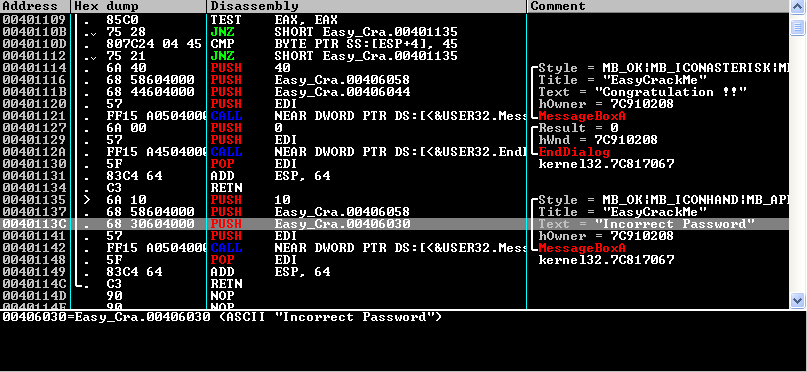 Address Hex dump Disassembly Comment
00401109 . 85C0 TEST EAX, EAX
0040110B .v 75 28 JNZ SHORT Easy_Cra.00401135
0040110D . 807C24 04 45 CMP BYTE PTR SS:[ESP+4], 45
00401112 .v 75 21 JNZ SHORT Easy_Cra.00401135
00401114 . 6A 40 PUSH 40 Style = MB_OK|MB_ICONASTERISK|M
00401116 . 68 58604000 PUSH Easy_Cra.00406058 Title = "EasyCrackMe"
0040111B . 68 44604000 PUSH Easy_Cra.00406044 Text = "Congratulation !!"
00401120 . 57 PUSH EDI hOwner = 7C910208
00401121 . FF15 A0504000 CALL NEAR DWORD PTR DS:[<&USER32.Mes MessageBoxA
00401127 . 6A 00 PUSH 0 Result = 0
00401129 . 57 PUSH EDI hWnd = 7C910208
0040112A . FF15 A4504000 CALL NEAR DWORD PTR DS:[<&USER32.End EndDialog
00401130 . 5F POP EDI kernel32.7C817067
00401131 . 83C4 64 ADD ESP, 64
00401134 . C3 RETN
00401135 > 6A 10 PUSH 10 Style = MB_OK|MB_ICONHAND|MB_AP
00401137 . 68 58604000 PUSH Easy_Cra.00406058 Title = "EasyCrackMe"
0040113C . 68 30604000 PUSH Easy_Cra.00406030 Text = "Incorrect Password"
00401141 . 57 PUSH EDI hOwner = 7C910208
00401142 . FF15 A0504000 CALL NEAR DWORD PTR DS:[<&USER32.Mes MessageBoxA
00401148 . 5F POP EDI kernel32.7C817067
00401149 . 83C4 64 ADD ESP, 64
0040114C . C3 RETN
0040114D 90 NOP
0040114E 90 NOP
00406030=Easy_Cra.00406030 (ASCII "Incorrect Password")